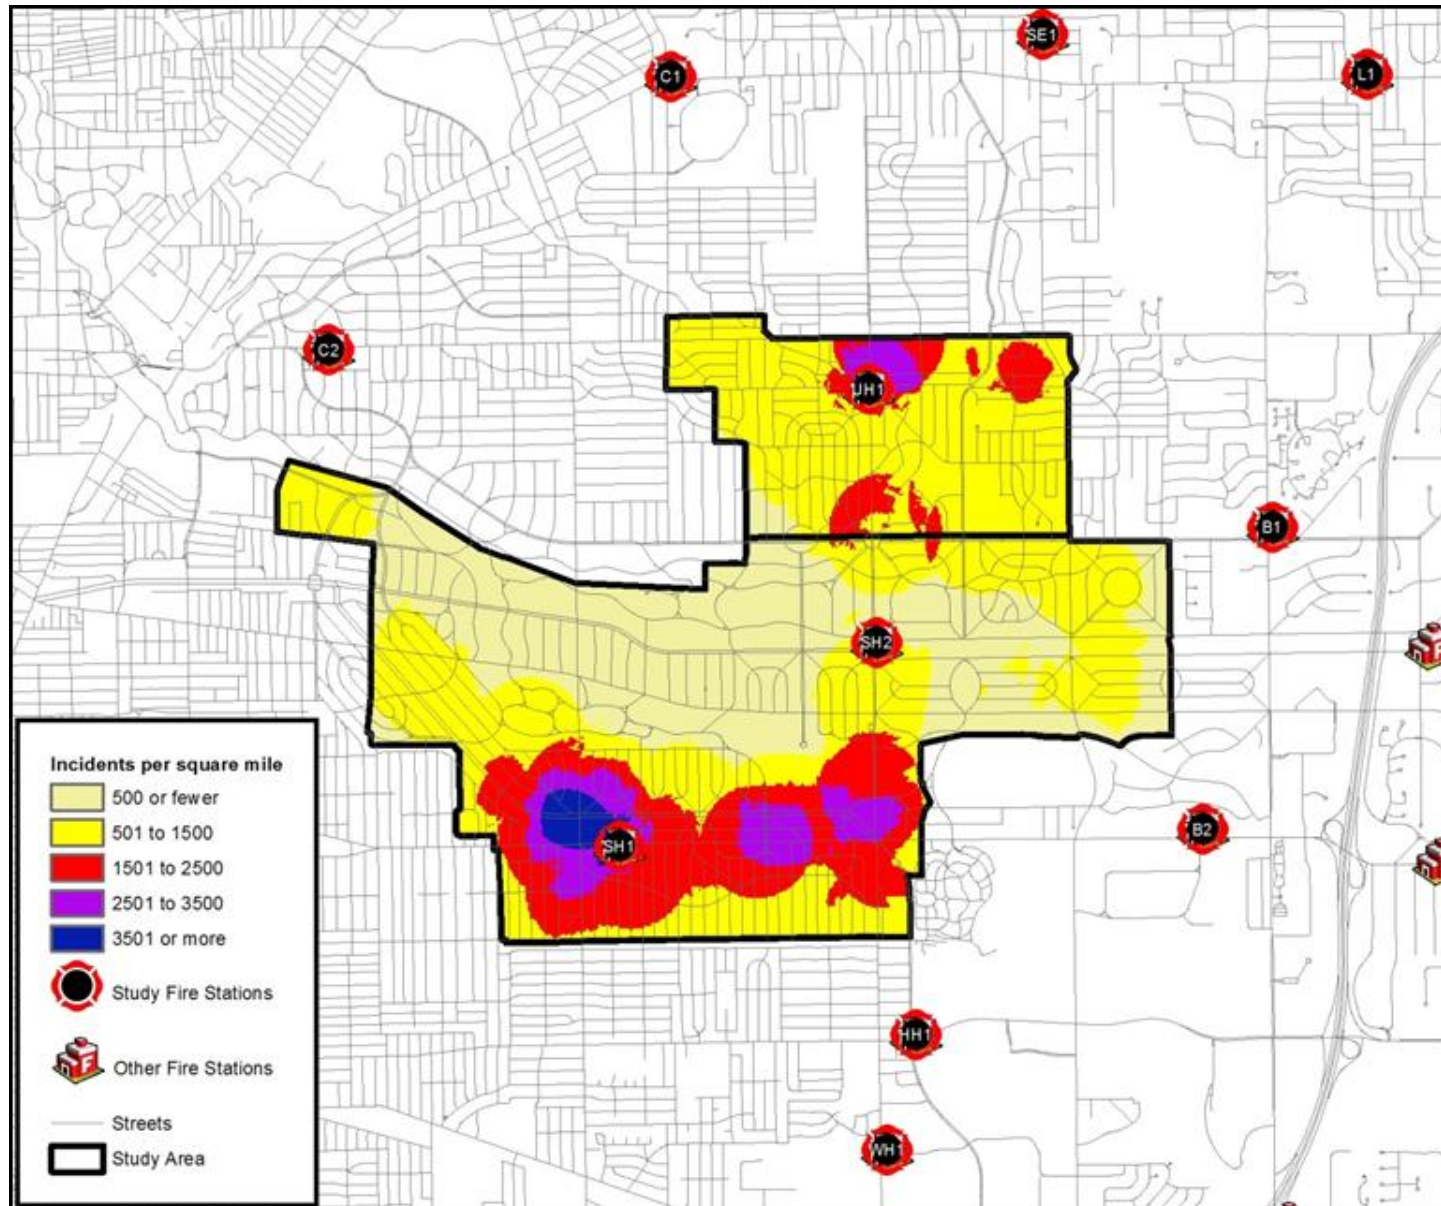 SE1
C1
L1
C2
UH1
B1
SH2
B2
SH1
HH1
WH1
Incidents per square mile
500 or fewer
501 to 1500
1501 to 2500
2501 to 3500
3501 or more
Study Fire Stations
F
Other Fire Stations
Streets
Study Area